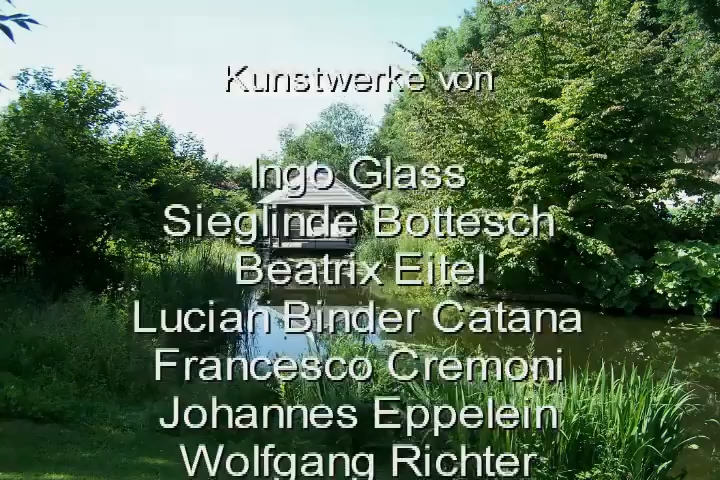 Kunstwerke von
Ingo Glass
Sieglinde Bottesch
Beatrix Eitel
Lucian Binder Catana
Francesco Cremoni
Johannes Eppelein
Wolfgang Richter